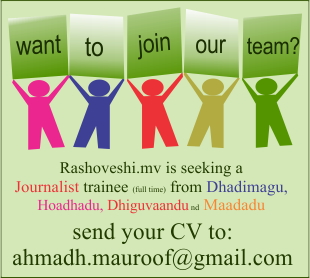 want to join our team?
Rashoveshi.mv is seeking a
Journalist trainee (full time) from Dhadimagu,
Hoadhadu, Dhiguvaandu nd Maadadu
send your CV to:
ahmadh.mauroof@gmail.com